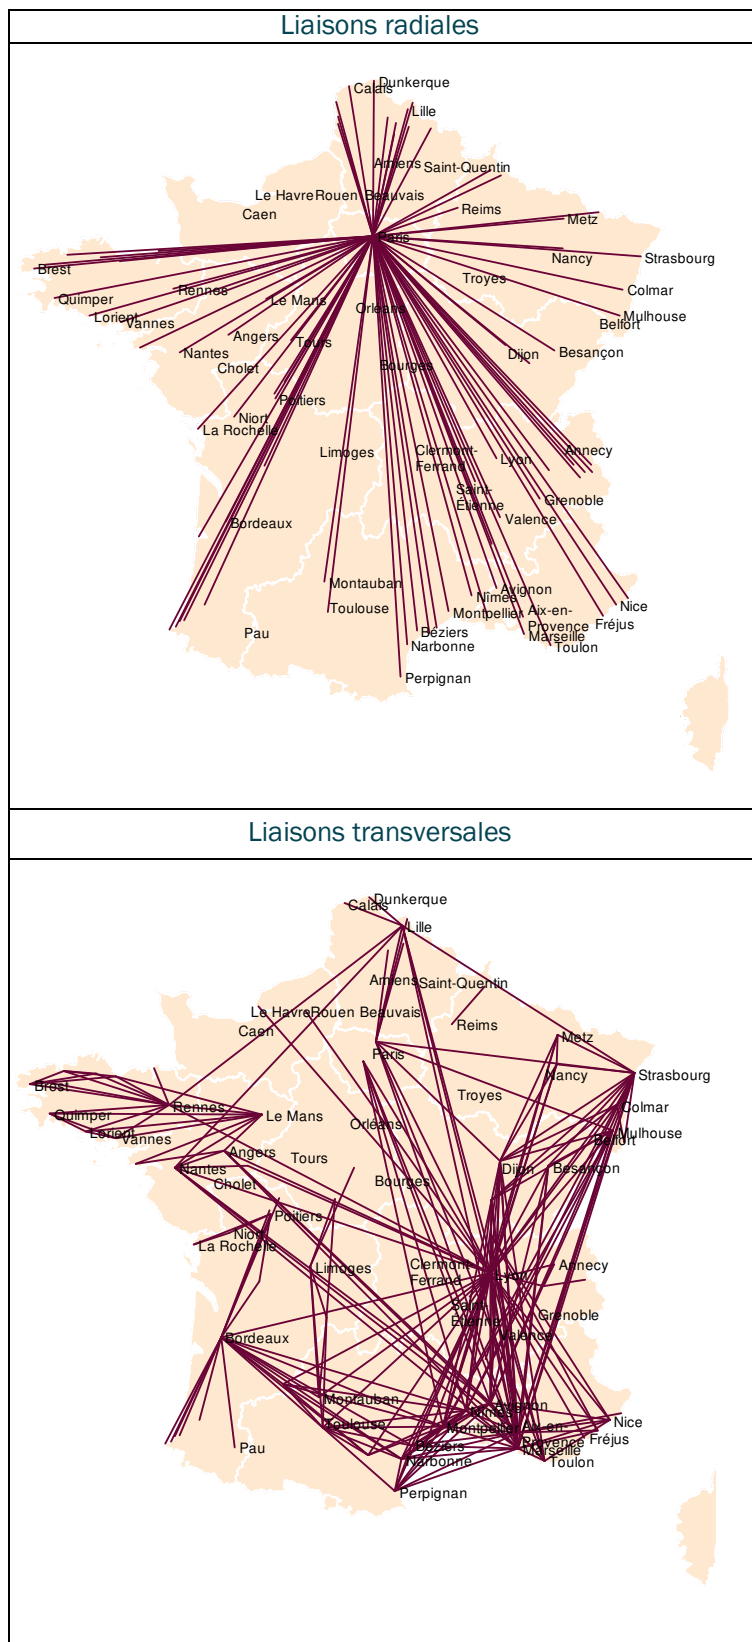 Liaisons radiales
Dunkerque
Calais
Lille
Amiens
Saint-Quentin
Le Havre
Rouen
Beauvais
Caen
Reims
Metz
Paris
Nancy
Strasbourg
Brest
Troyes
Colmar
Quimper
Rennes
Le Mans
Orléans
Lorient
Vannes
Mulhouse
Belfort
Angers
Tours
Nantes
Dijon
Besançon
Cholet
Bourges
Poitiers
Niort
La Rochelle
Limoges
Clermont-
Ferrand
Lyon
Annecy
Saint-
Étienne
Grenoble
Bordeaux
Valence
Montauban
Avignon
Nîmes
Toulouse
Montpellier
Aix-en-
Provence
Nice
Fréjus
Pau
Béziers
Marseille
Narbonne
Toulon
Perpignan
Liaisons transversales
Dunkerque
Calais
Lille
Amiens
Saint-Quentin
Le Havre
Rouen
Beauvais
Caen
Reims
Metz
Paris
Nancy
Strasbourg
Brest
Troyes
Colmar
Quimper
Rennes
Le Mans
Orléans
Lorient
Vannes
Mulhouse
Belfort
Angers
Tours
Nantes
Dijon
Besançon
Cholet
Bourges
Poitiers
Niort
La Rochelle
Limoges
Clermont-
Ferrand
Lyon
Annecy
Saint-
Étienne
Grenoble
Bordeaux
Valence
Montauban
Avignon
Nîmes
Toulouse
Montpellier
Aix-en-
Provence
Nice
Fréjus
Pau
Béziers
Marseille
Narbonne
Toulon
Perpignan